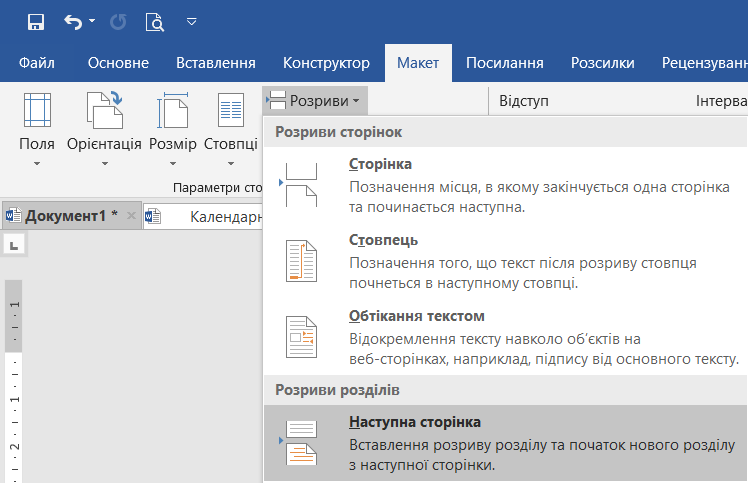 Файл Основне Вставлення Конструктор Макет Посилання Розсилки Рецензуванн
Поля Орієнтація Розмір Стовпці Розриви Відступ Інтерва
Параметри сто
Документ1 * Календарн
Розриви сторінок
Сторінка
Позначення місця, в якому закінчується одна сторінка
та починається наступна.
Стовпець
Позначення того, що текст після розриву стовпця
почнеться в наступному стовпці.
Обтікання текстом
Відокремлення тексту навколо об’єктів на
веб-сторінках, наприклад, підпису від основного тексту.
Розриви розділів
Наступна сторінка
Вставлення розриву розділу та початок нового розділу
з наступної сторінки.
1
1
2